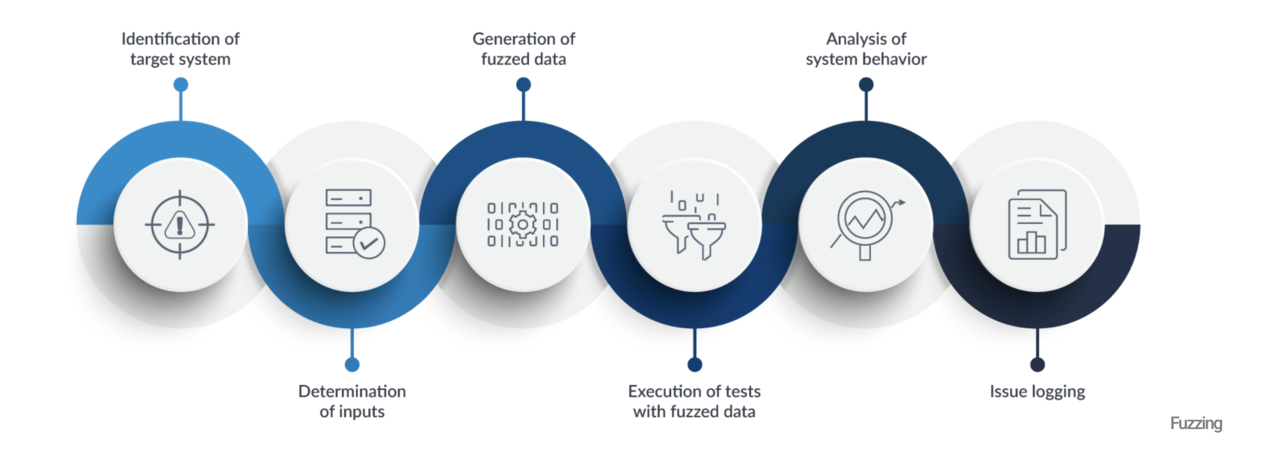 Identification of
target system
Determination
of inputs
Generation of
fuzzed data
Execution of tests
with fuzzed data
Analysis of
system behavior
Issue logging
Fuzzing